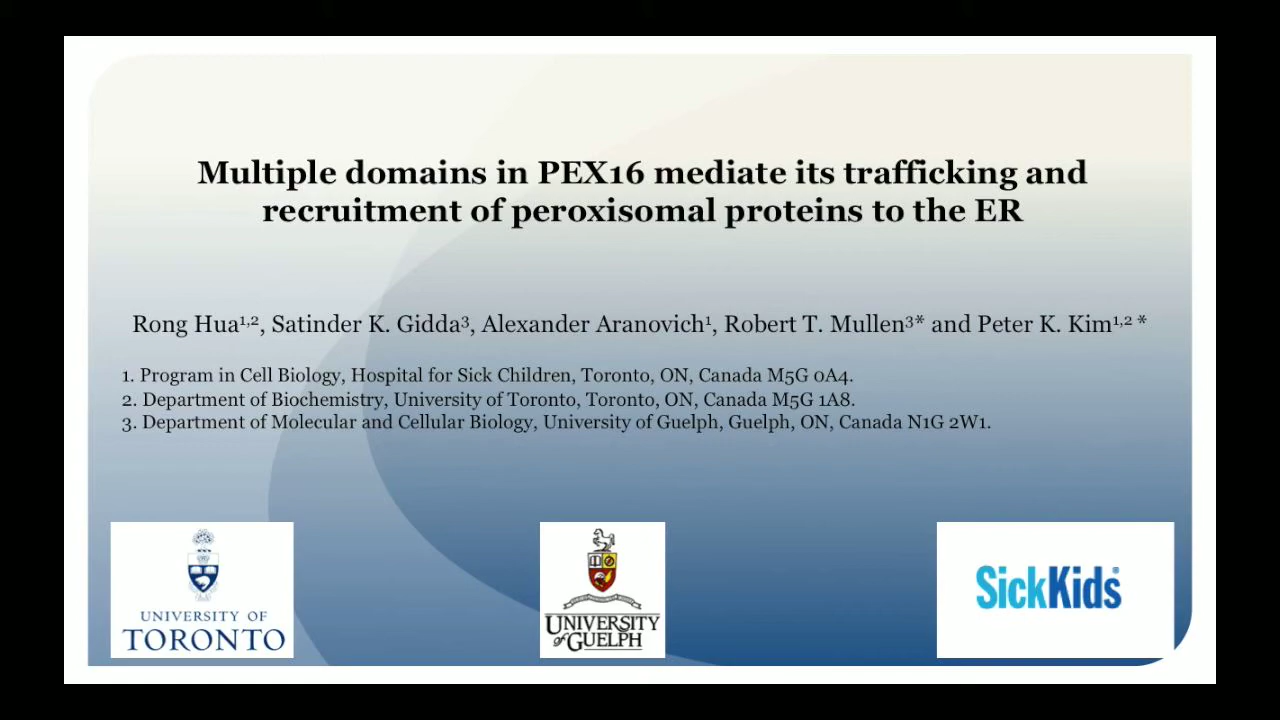 Multiple domains in PEX16 mediate its trafficking and
recruitment of peroxisomal proteins to the ER
Rong Hua¹,², Satinder K. Gidda³, Alexander Aranovich¹, Robert T. Mullen³* and Peter K. Kim¹,² *
1. Program in Cell Biology, Hospital for Sick Children, Toronto, ON, Canada M5G 0A4.
2. Department of Biochemistry, University of Toronto, Toronto, ON, Canada M5G 1A8.
3. Department of Molecular and Cellular Biology, University of Guelph, Guelph, ON, Canada N1G 2W1.
UNIVERSITY OF
TORONTO
UNIVERSITY
of GUELPH
SickKids®